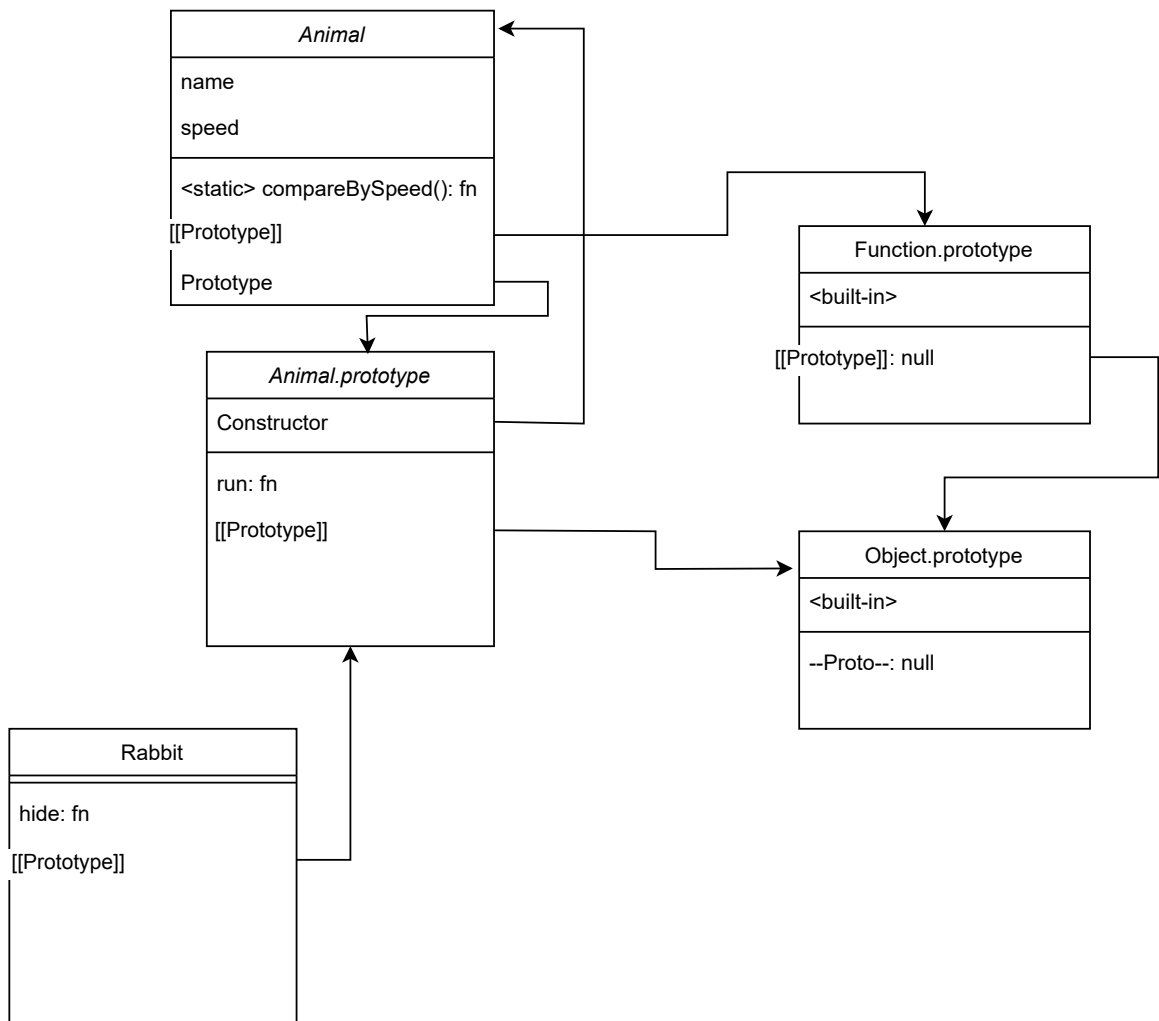 Animal
name
speed
<static> compareBySpeed(): fn
[[Prototype]]
Prototype
Animal.prototype
Constructor
run: fn
[[Prototype]]
Function.prototype
<built-in>
[[Prototype]]: null
Object.prototype
<built-in>
--Proto--: null
Rabbit
hide: fn
[[Prototype]]